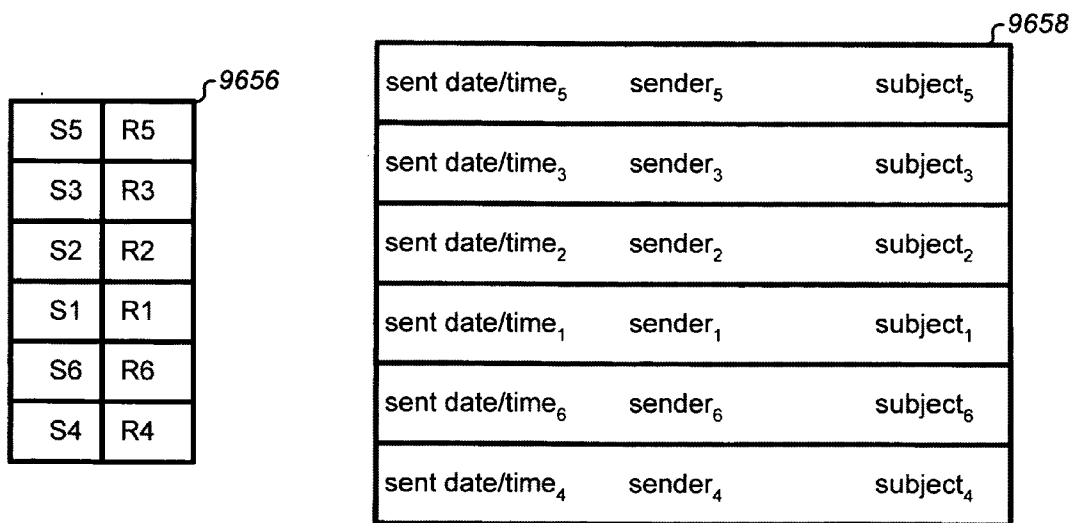 9656
S5 R5
S3 R3
S2 R2
S1 R1
S6 R6
S4 R4
9658
sent date/time₅ sender₅ subject₅
sent date/time₃ sender₃ subject₃
sent date/time₂ sender₂ subject₂
sent date/time₁ sender₁ subject₁
sent date/time₆ sender₆ subject₆
sent date/time₄ sender₄ subject₄